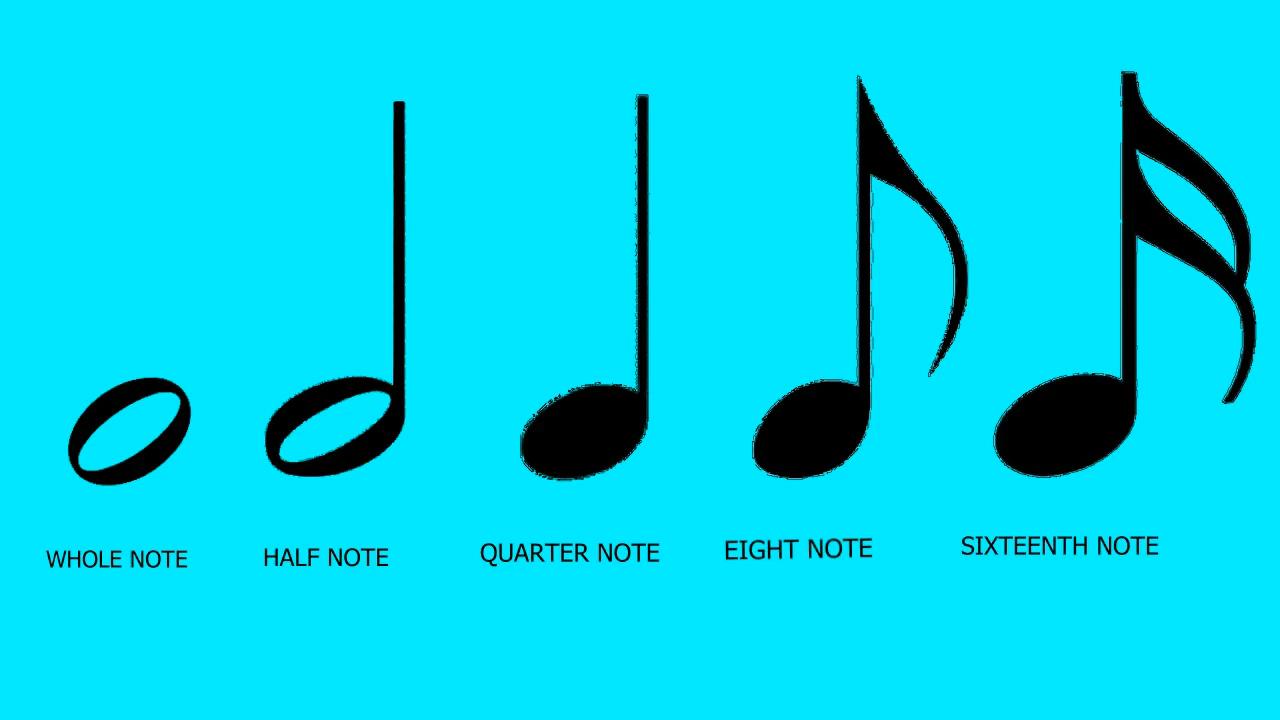 WHOLE NOTE
HALF NOTE
QUARTER NOTE
EIGHT NOTE
SIXTEENTH NOTE